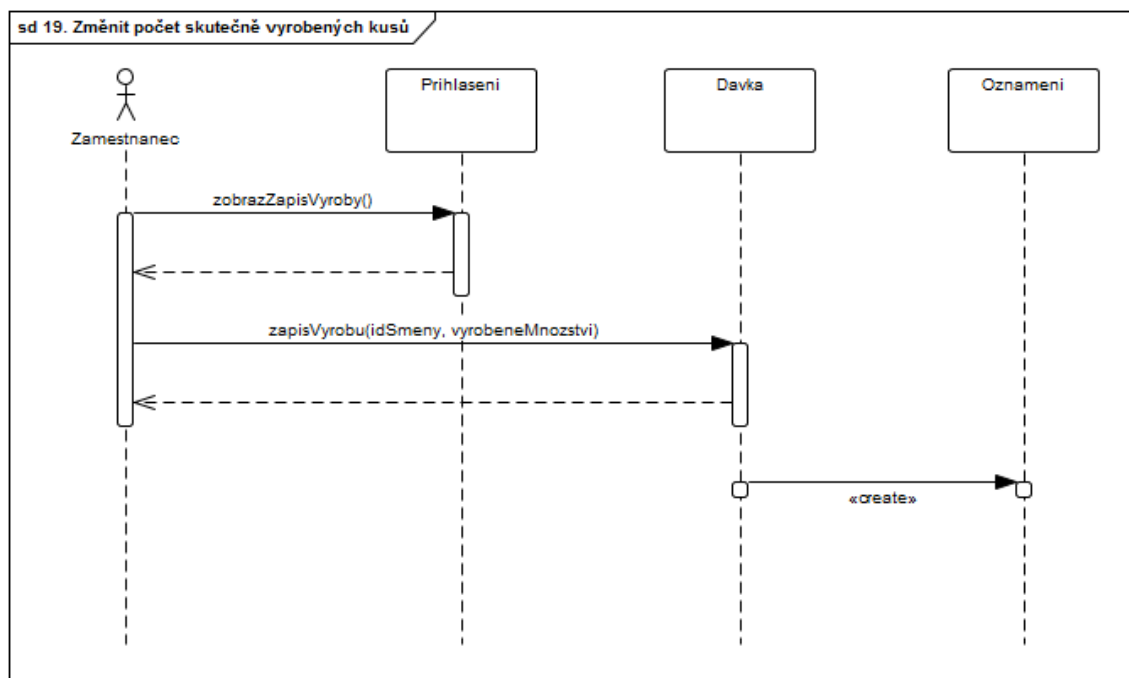 sd 19. Změnit počet skutečně vyrobených kusů
Zamestnanec
Prihlaseni
Davka
Oznameni
zobrazZapisVyroby()
zapisVyrobu(idSmeny, vyrobeneMnozstvi)
«create»